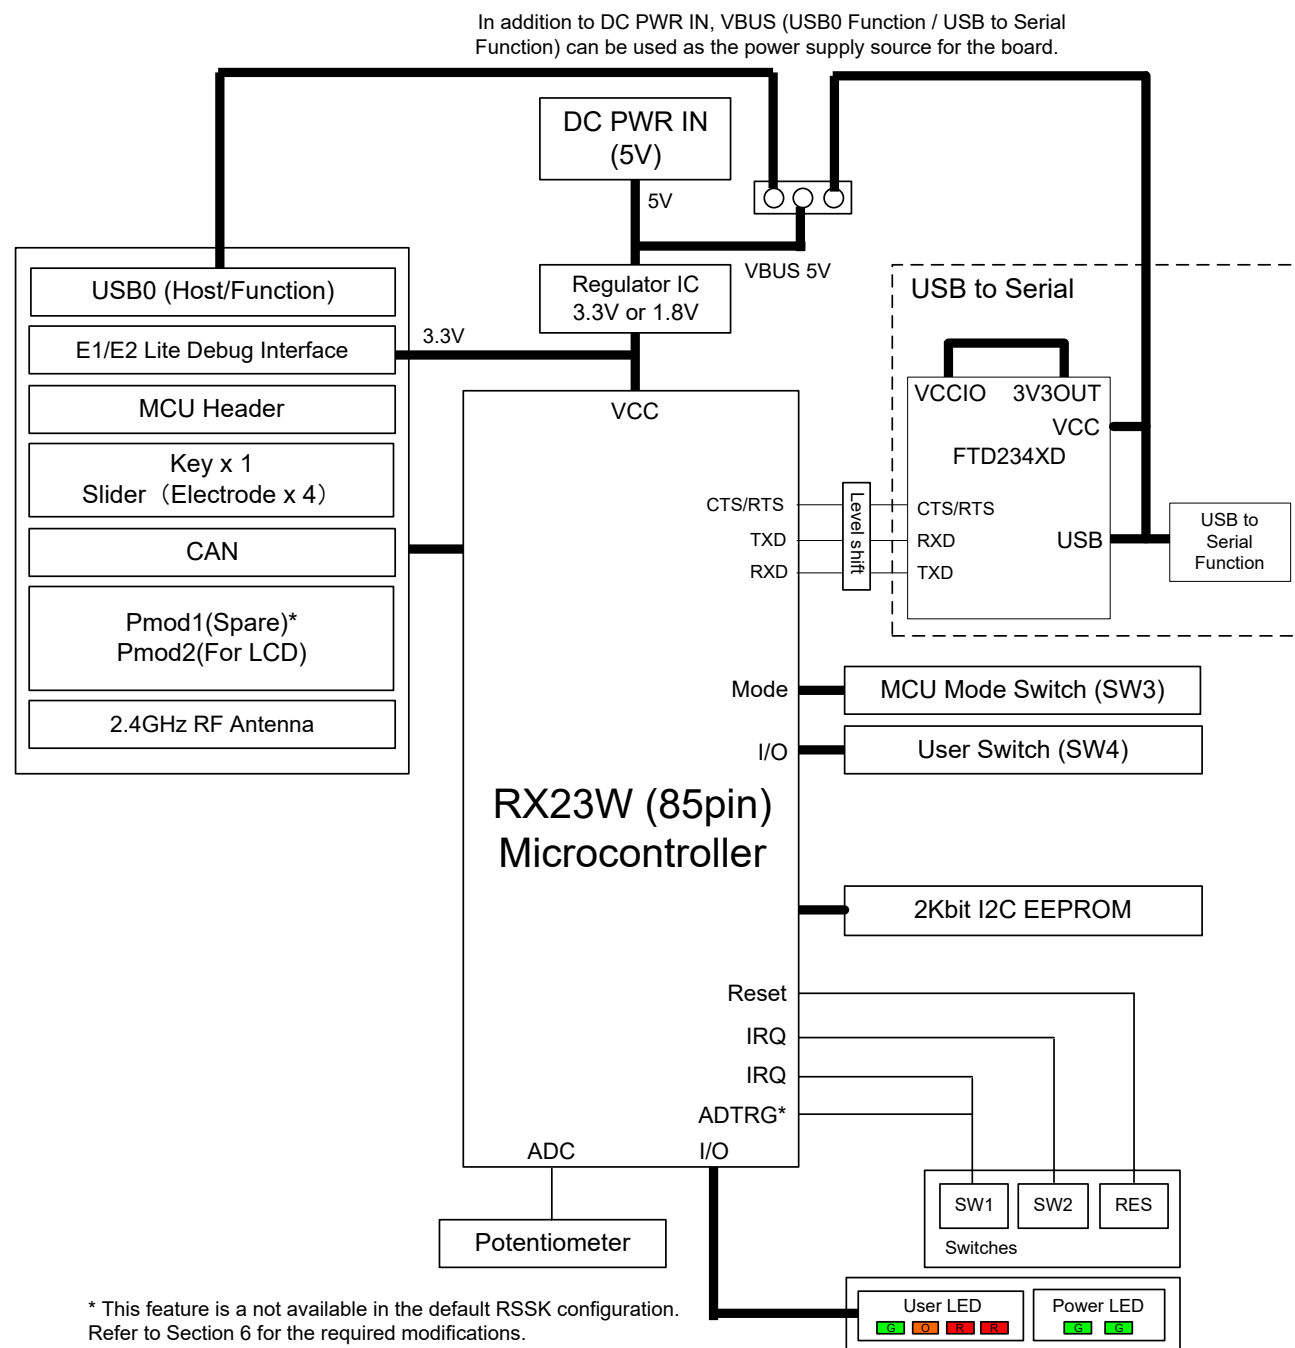 In addition to DC PWR IN, VBUS (USB0 Function / USB to Serial
Function) can be used as the power supply source for the board.
DC PWR IN
(5V)
5V
VBUS 5V
Regulator IC
3.3V or 1.8V
3.3V
USB0 (Host/Function)
E1/E2 Lite Debug Interface
MCU Header
Key x 1
Slider（Electrode x 4）
CAN
Pmod1(Spare)*
Pmod2(For LCD)
2.4GHz RF Antenna
USB to Serial
VCCIO 3V3OUT
VCC
FTD234XD
CTS/RTS
RXD
TXD
USB
USB to
Serial
Function
Level shift
VCC
CTS/RTS
TXD
RXD
Mode
I/O
RX23W (85pin)
Microcontroller
MCU Mode Switch (SW3)
User Switch (SW4)
2Kbit I2C EEPROM
Reset
IRQ
IRQ
ADTRG*
ADC
I/O
Potentiometer
SW1
SW2
RES
Switches
User LED
G O R R
Power LED
G G
* This feature is a not available in the default RSSK configuration.
Refer to Section 6 for the required modifications.